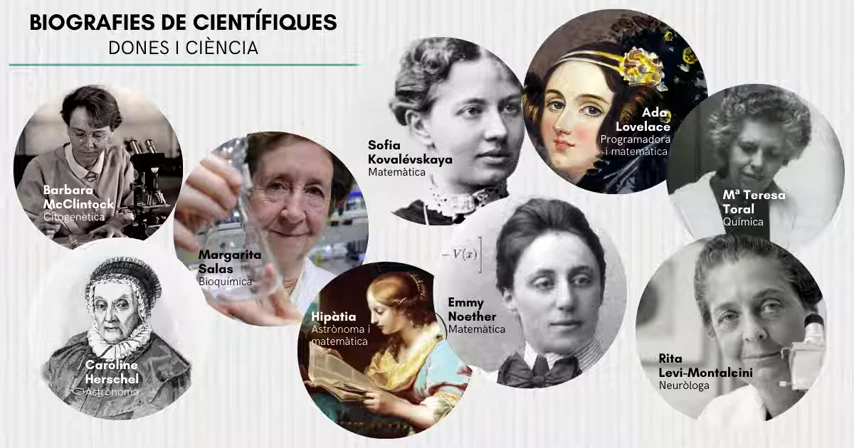 BIOGRAFIES DE CIENTÍFIQUES
DONES I CIÈNCIA
Barbara
McClintock
Citogenètica
Margarita
Salas
Bioquímica
Sofia
Kovalévskaya
Matemàtica
Ada
Lovelace
Programadora
i matemàtica
Mª Teresa
Toral
Química
Caroline
Herschel
Astrònoma
Hipàtia
Astrònoma i
matemàtica
Emmy
Noether
Matemàtica
- V(x)]
Rita
Levi-Montalcini
Neuròloga